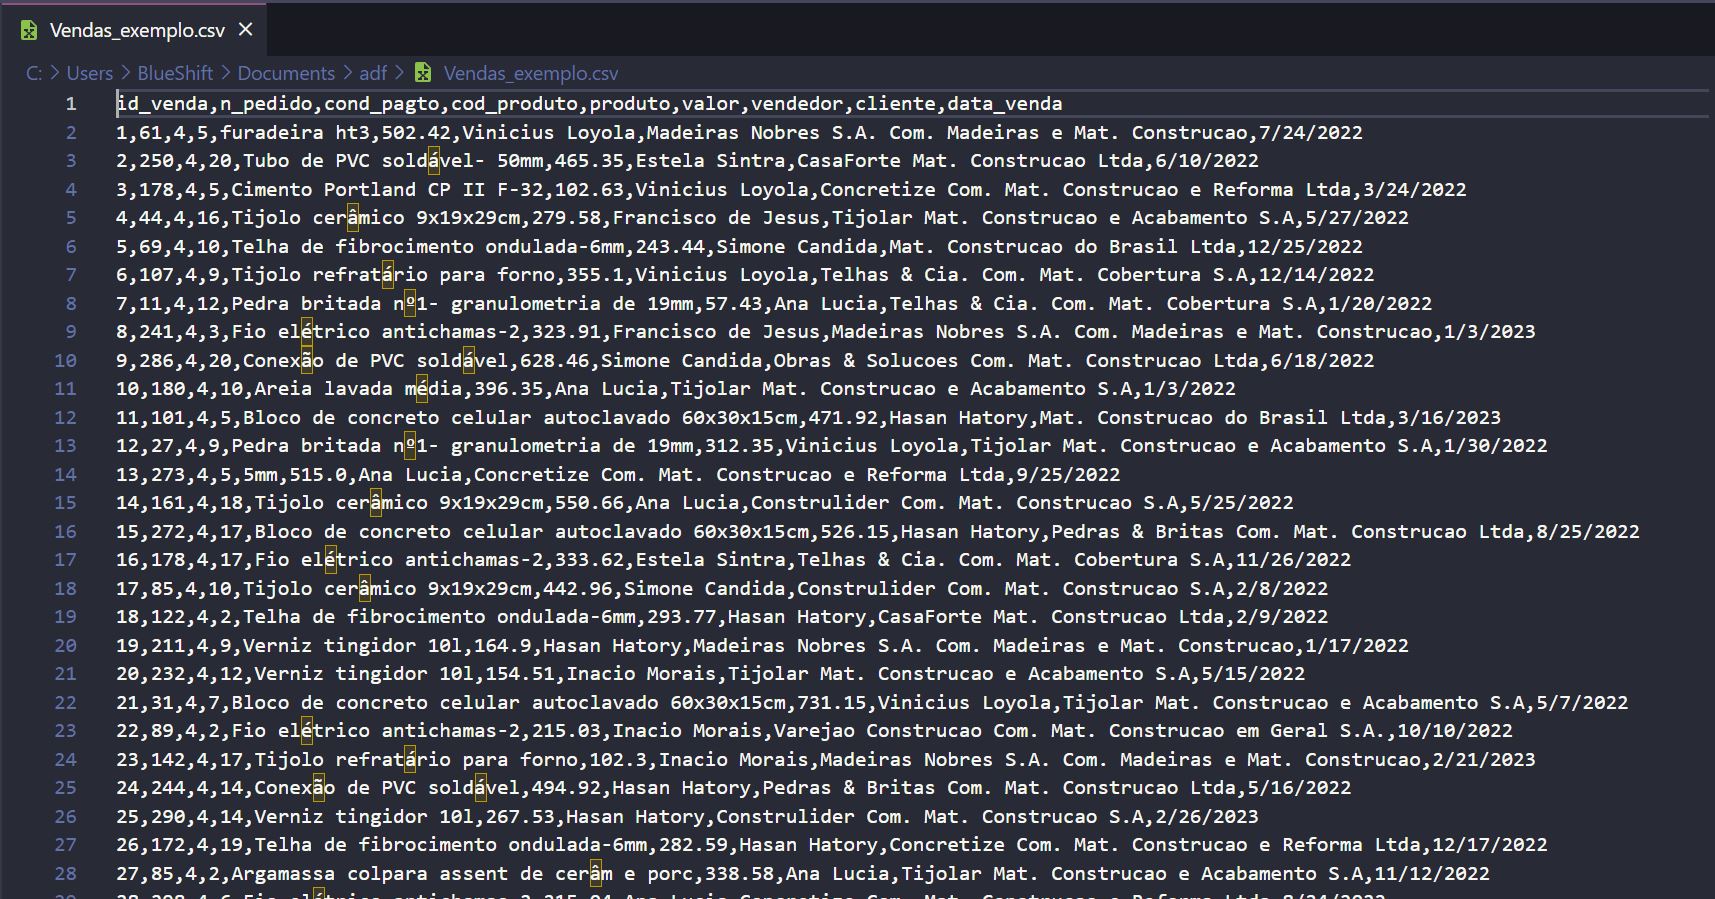 Vendas_exemplo.csv
C: > Users > BlueShift > Documents > adf > Vendas_exemplo.csv
1 id_venda,n_pedido,cond_pagto,cod_produto,produto,valor,vendedor,cliente,data_venda
2 1,61,4,5,furadeira ht3,502.42,Vinicius Loyola,Madeiras Nobres S.A. Com. Madeiras e Mat. Construcao,7/24/2022
3 2,250,4,20,Tubo de PVC soldável- 50mm,465.35,Estela Sintra,CasaForte Mat. Construcao Ltda,6/10/2022
4 3,178,4,5,Cimento Portland CP II F-32,102.63,Vinicius Loyola,Concretize Com. Mat. Construcao e Reforma Ltda,3/24/2022
5 4,44,4,16,Tijolo cerâmico 9x19x29cm,279.58,Francisco de Jesus,Tijolar Mat. Construcao e Acabamento S.A,5/27/2022
6 5,69,4,10,Telha de fibrocimento ondulada-6mm,243.44,Simone Candida,Mat. Construcao do Brasil Ltda,12/25/2022
7 6,107,4,9,Tijolo refratário para forno,355.1,Vinicius Loyola,Telhas & Cia. Com. Mat. Cobertura S.A,12/14/2022
8 7,11,4,12,Pedra britada nº1- granulometria de 19mm,57.43,Ana Lucia,Telhas & Cia. Com. Mat. Cobertura S.A,1/20/2022
9 8,241,4,3,Fio elétrico antichamas-2,323.91,Francisco de Jesus,Madeiras Nobres S.A. Com. Madeiras e Mat. Construcao,1/3/2023
10 9,286,4,20,Conexão de PVC soldável,628.46,Simone Candida,Obras & Solucoes Com. Mat. Construcao Ltda,6/18/2022
11 10,180,4,10,Areia lavada média,396.35,Ana Lucia,Tijolar Mat. Construcao e Acabamento S.A,1/3/2022
12 11,101,4,5,Bloco de concreto celular autoclavado 60x30x15cm,471.92,Hasan Hatory,Mat. Construcao do Brasil Ltda,3/16/2023
13 12,27,4,9,Pedra britada nº1- granulometria de 19mm,312.35,Vinicius Loyola,Tijolar Mat. Construcao e Acabamento S.A,1/30/2022
14 13,273,4,5,5mm,515.0,Ana Lucia,Concretize Com. Mat. Construcao e Reforma Ltda,9/25/2022
15 14,161,4,18,Tijolo cerâmico 9x19x29cm,550.66,Ana Lucia,Construlider Com. Mat. Construcao S.A,5/25/2022
16 15,272,4,17,Bloco de concreto celular autoclavado 60x30x15cm,526.15,Hasan Hatory,Pedras & Britas Com. Mat. Construcao Ltda,8/25/2022
17 16,178,4,17,Fio elétrico antichamas-2,333.62,Estela Sintra,Telhas & Cia. Com. Mat. Cobertura S.A,11/26/2022
18 17,85,4,10,Tijolo cerâmico 9x19x29cm,442.96,Simone Candida,Construlider Com. Mat. Construcao S.A,2/8/2022
19 18,122,4,2,Telha de fibrocimento ondulada-6mm,293.77,Hasan Hatory,CasaForte Mat. Construcao Ltda,2/9/2022
20 19,211,4,9,Verniz tingidor 10l,164.9,Hasan Hatory,Madeiras Nobres S.A. Com. Madeiras e Mat. Construcao,1/17/2022
21 20,232,4,12,Verniz tingidor 10l,154.51,Inacio Morais,Tijolar Mat. Construcao e Acabamento S.A,5/15/2022
22 21,31,4,7,Bloco de concreto celular autoclavado 60x30x15cm,731.15,Vinicius Loyola,Tijolar Mat. Construcao e Acabamento S.A,5/7/2022
23 22,89,4,2,Fio elétrico antichamas-2,215.03,Inacio Morais,Varejao Construcao Com. Mat. Construcao em Geral S.A.,10/10/2022
24 23,142,4,17,Tijolo refratário para forno,102.3,Inacio Morais,Madeiras Nobres S.A. Com. Madeiras e Mat. Construcao,2/21/2023
25 24,244,4,14,Conexão de PVC soldável,494.92,Hasan Hatory,Pedras & Britas Com. Mat. Construcao Ltda,5/16/2022
26 25,290,4,14,Verniz tingidor 10l,267.53,Hasan Hatory,Construlider Com. Mat. Construcao S.A,2/26/2023
27 26,172,4,19,Telha de fibrocimento ondulada-6mm,282.59,Hasan Hatory,Concretize Com. Mat. Construcao e Reforma Ltda,12/17/2022
28 27,85,4,2,Argamassa colpara assent de cerâm e porc,338.58,Ana Lucia,Tijolar Mat. Construcao e Acabamento S.A,11/12/2022